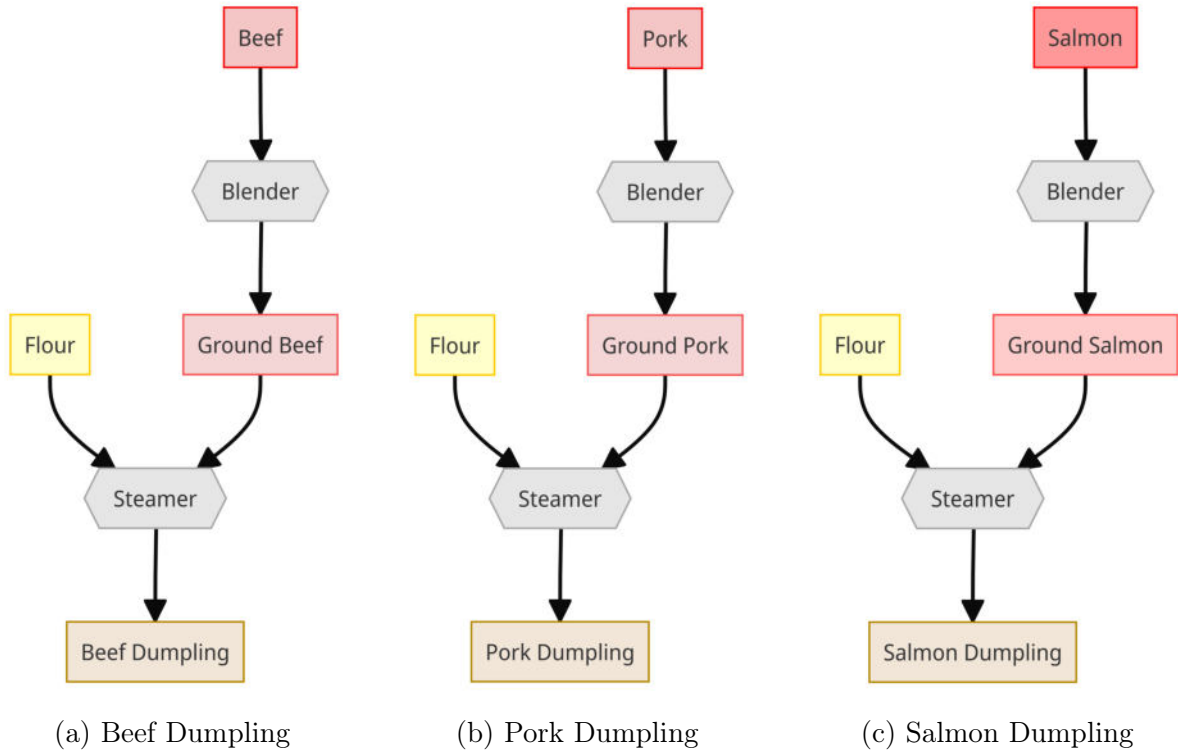 Beef
Pork
Salmon
Blender
Blender
Blender
Flour
Ground Beef
Flour
Ground Pork
Flour
Ground Salmon
Steamer
Steamer
Steamer
Beef Dumpling
Pork Dumpling
Salmon Dumpling
(a) Beef Dumpling
(b) Pork Dumpling
(c) Salmon Dumpling